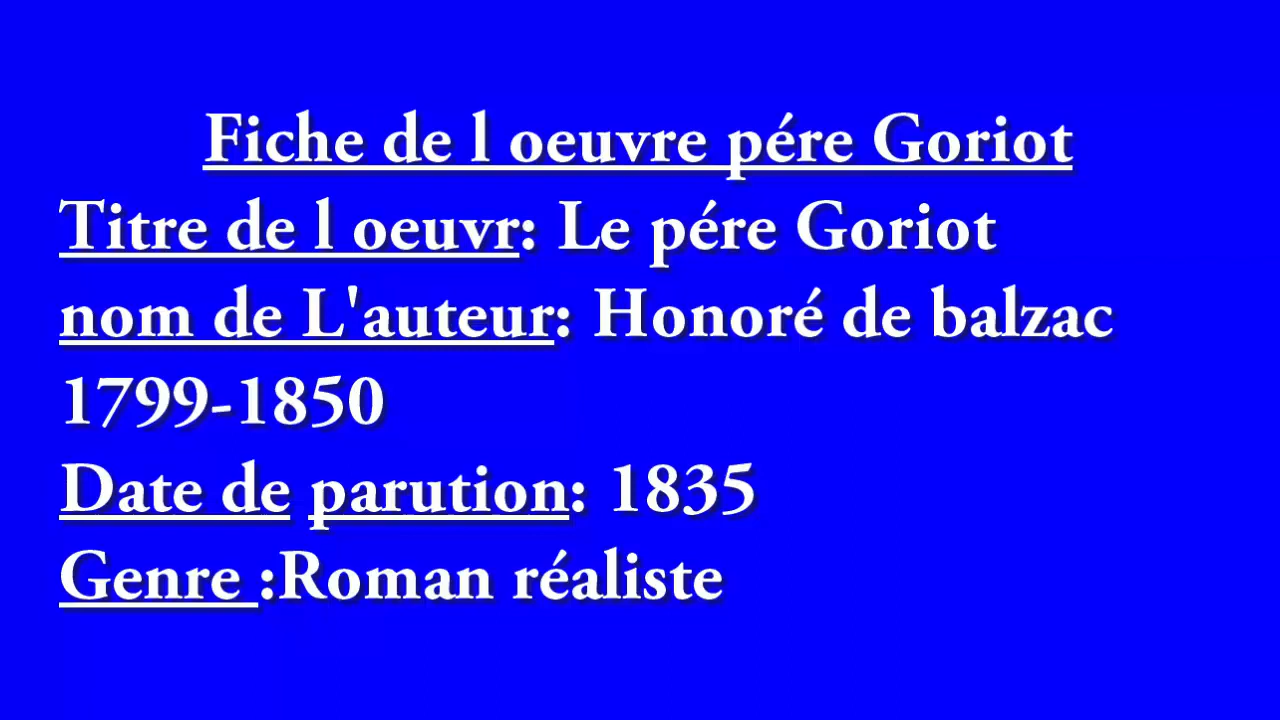 Fiche de l oeuvre pére Goriot
Titre de l oeuvr: Le pére Goriot
nom de L'auteur: Honoré de balzac
1799-1850
Date de parution: 1835
Genre :Roman réaliste